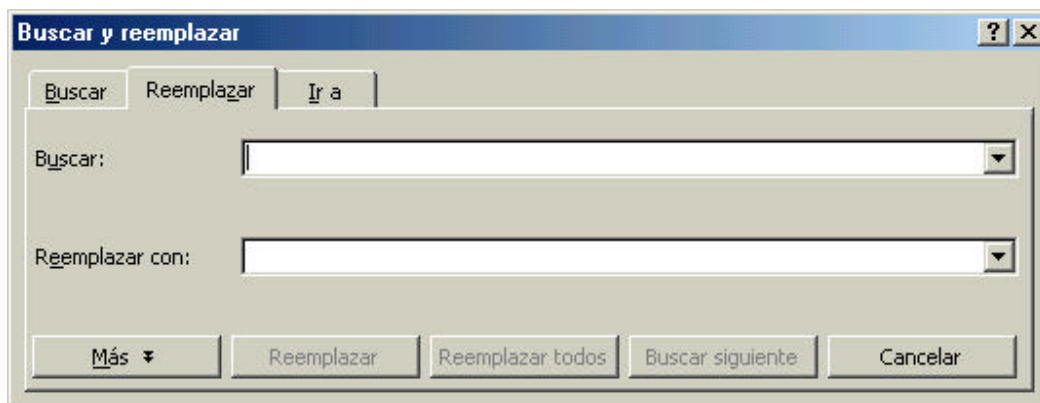 Buscar y reemplazar
Buscar Reemplazar Ir a
Buscar:
Reemplazar con:
Más Reemplazar Reemplazar todos Buscar siguiente Cancelar